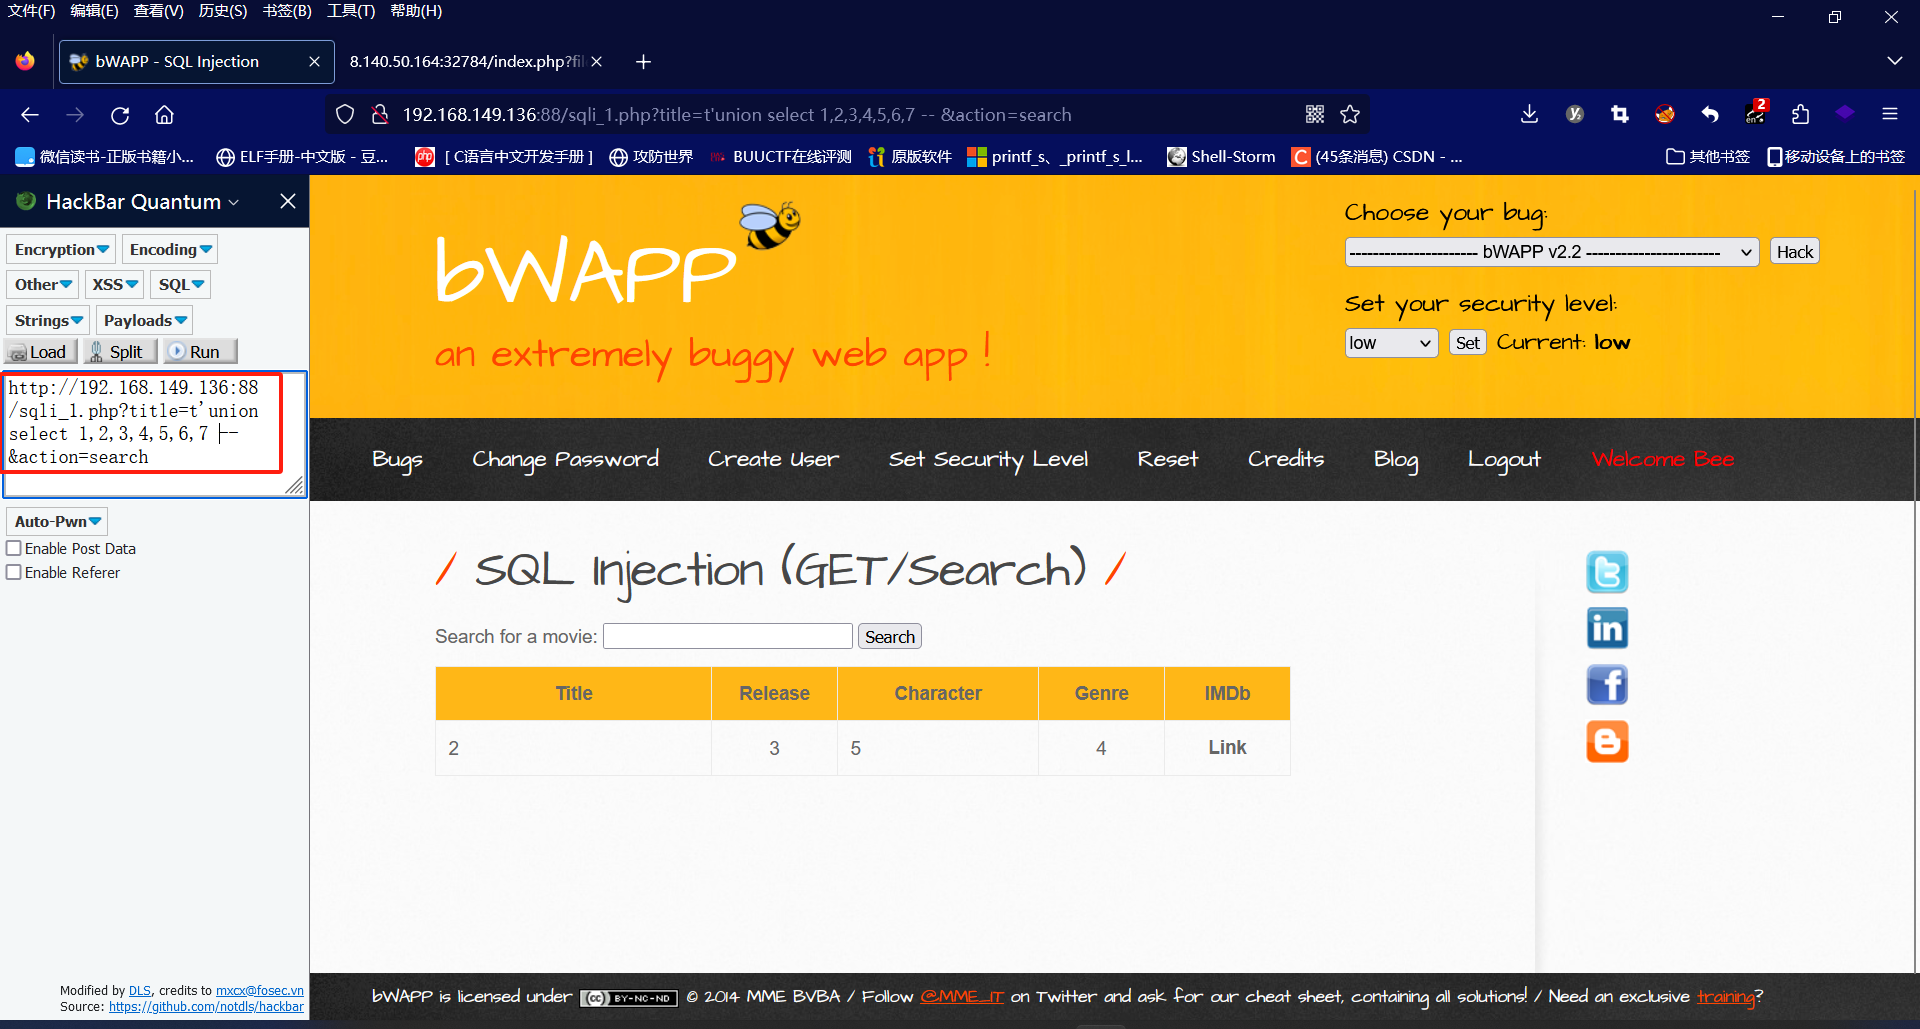 文件(F) 编辑(E) 查看(V) 历史(S) 书签(B) 工具(T) 帮助(H)
bWAPP - SQL Injection
8.140.50.164:32784/index.php?fil
192.168.149.136:88/sqli_1.php?title=t'union select 1,2,3,4,5,6,7 -- &action=search
2
微信读书-正版书籍小... ELF手册-中文版 - 豆... [ C语言中文开发手册 ] 攻防世界 BUUCTF在线评测 原版软件 printf_s、_printf_s_l... Shell-Storm (45条消息) CSDN - ... 其他书签 移动设备上的书签
HackBar Quantum
Encryption Encoding
Other XSS SQL
Strings Payloads
Load Split Run
http://192.168.149.136:88
/sqli_1.php?title=t'union
select 1,2,3,4,5,6,7 --
&action=search
Auto-Pwn
Enable Post Data
Enable Referer
Modified by DLS, credits to mxcx@fosec.vn
Source: https://github.com/notdls/hackbar
bWAPP
an extremely buggy web app !
Choose your bug:
---------------------- bWAPP v2.2 ----------------------- Hack
Set your security level:
low Set Current: low
Bugs Change Password Create User Set Security Level Reset Credits Blog Logout Welcome Bee
/ SQL Injection (GET/Search) /
Search for a movie: Search
Title Release Character Genre IMDb
2 3 5 4 Link
bWAPP is licensed under (cc) BY-NC-ND © 2014 MME BVBA / Follow @MME_IT on Twitter and ask for our cheat sheet, containing all solutions! / Need an exclusive training?